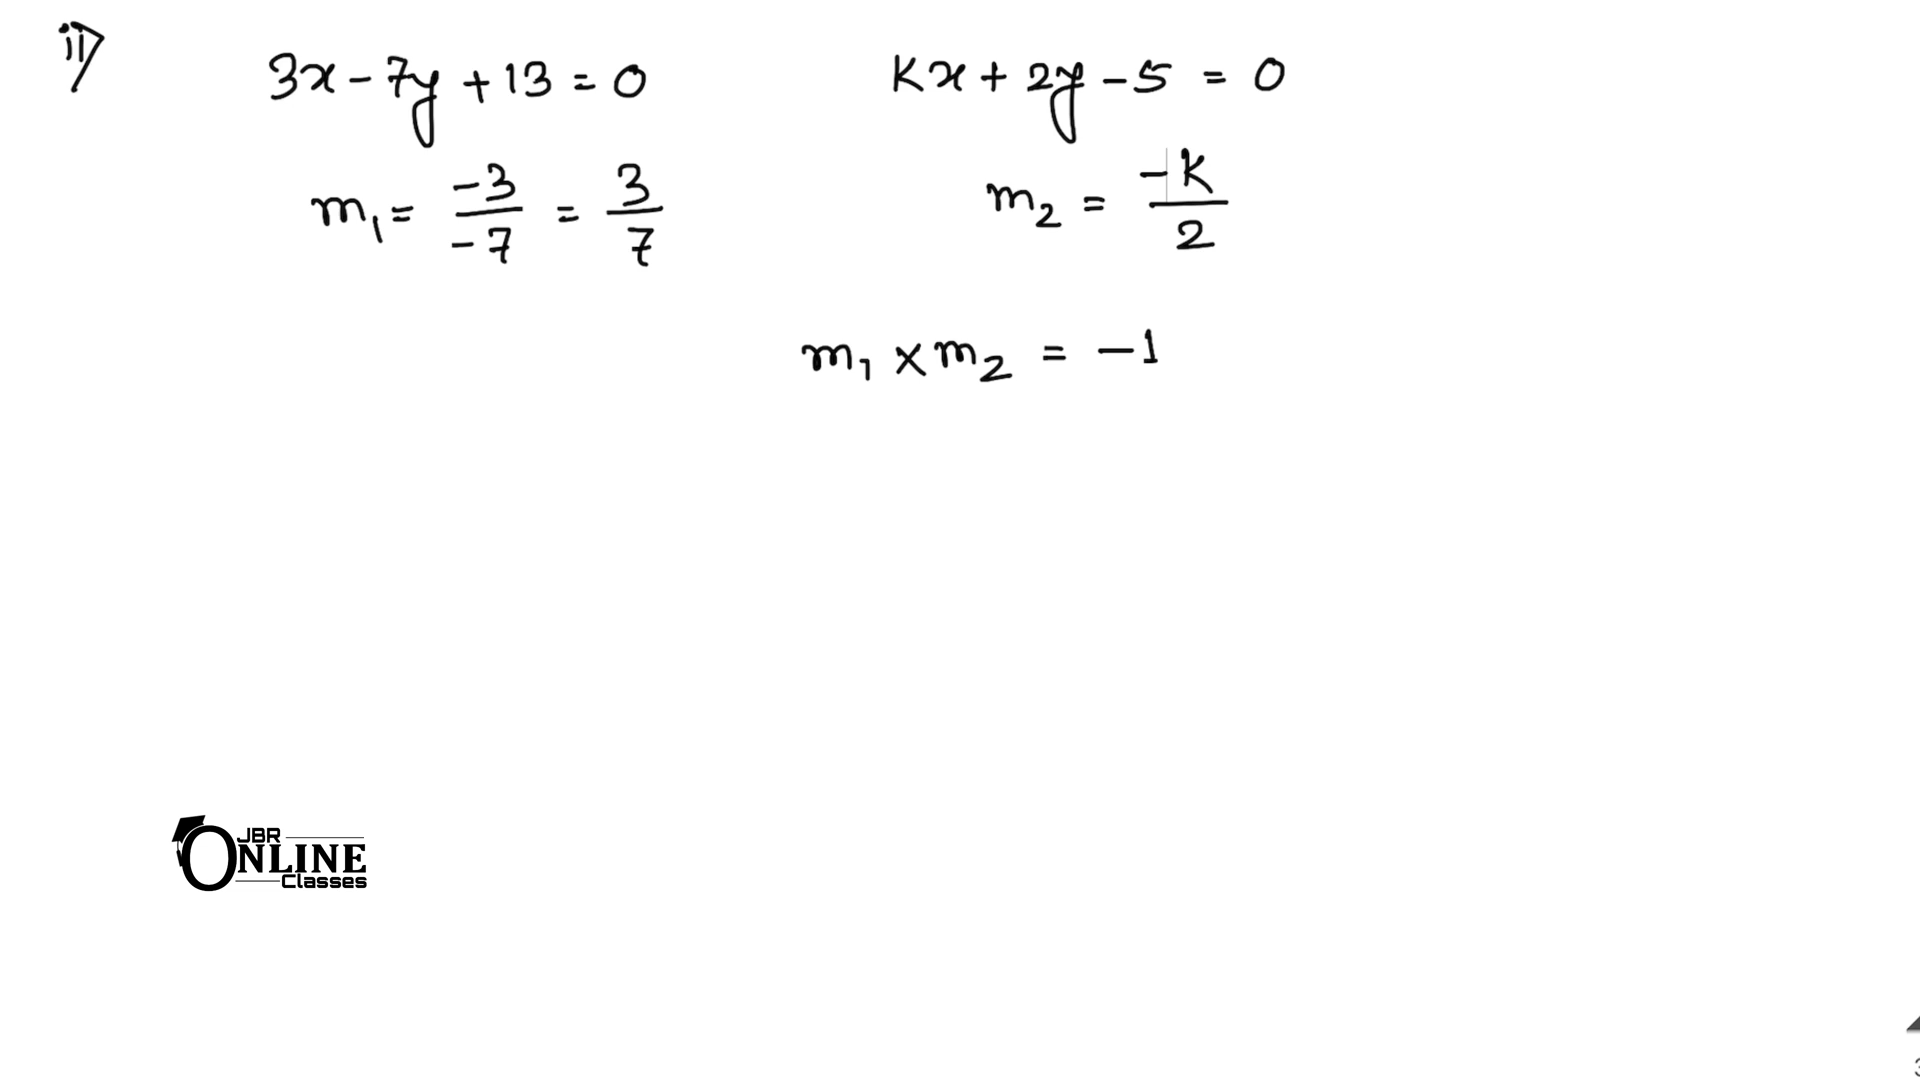 ii)
3x - 7y + 13 = 0
Kx + 2y - 5 = 0
m₁ = -3/-7 = 3/7
m₂ = -K/2
m₁ × m₂ = -1
JBR
ONLINE
Classes